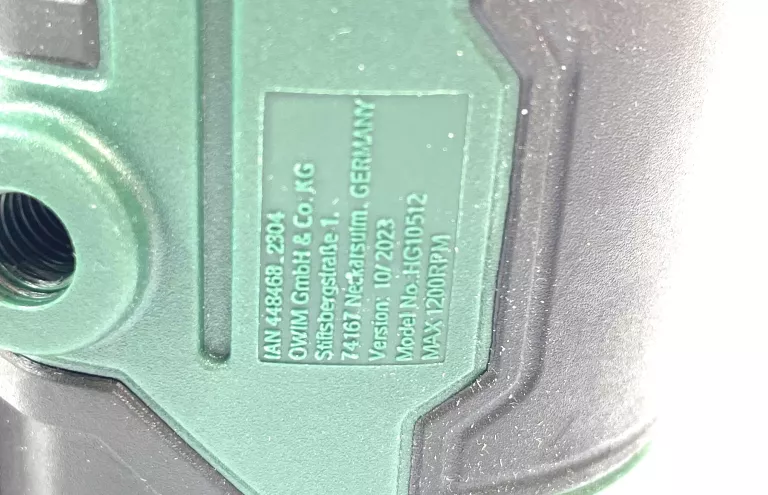 IAN 448468_2304
OWIM GmbH & Co. KG
Stiftsbergstraße 1.
74167 Neckarsulm. GERMANY
Version: 10/ 2023
Model No.:HG10512
MAX 1200RPM